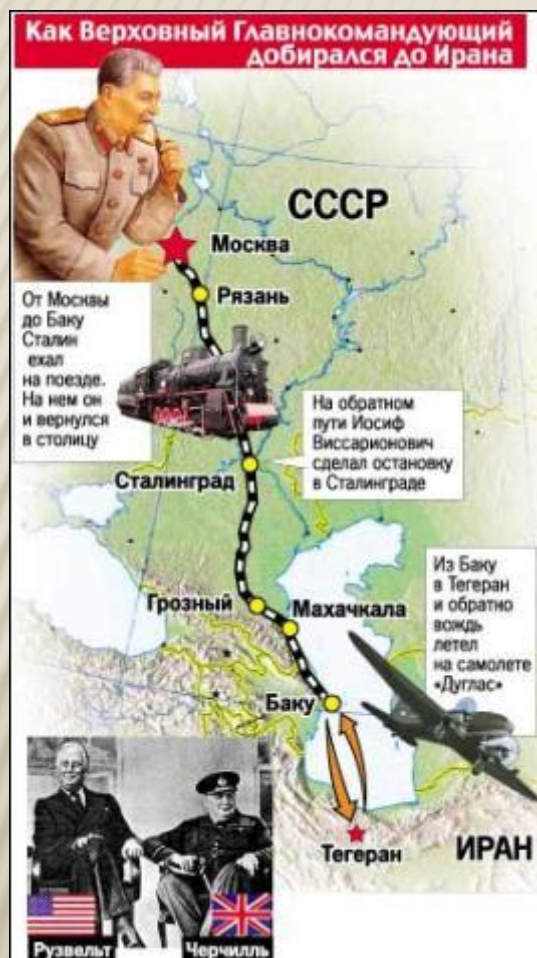 Как Верховный Главнокомандующий
добирался до Ирана
СССР
Москва
Рязань
От Москвы
до Баку
Сталин
ехал
на поезде.
На нем он
и вернулся
в столицу
На обратном
пути Иосиф
Виссарионович
сделал остановку
в Сталинграде
Сталинград
Из Баку
в Тегеран
и обратно
вождь
летел
на самолете
«Дуглас»
Грозный
Махачкала
Баку
Тегеран
ИРАН
Рузвельт
Черчилль